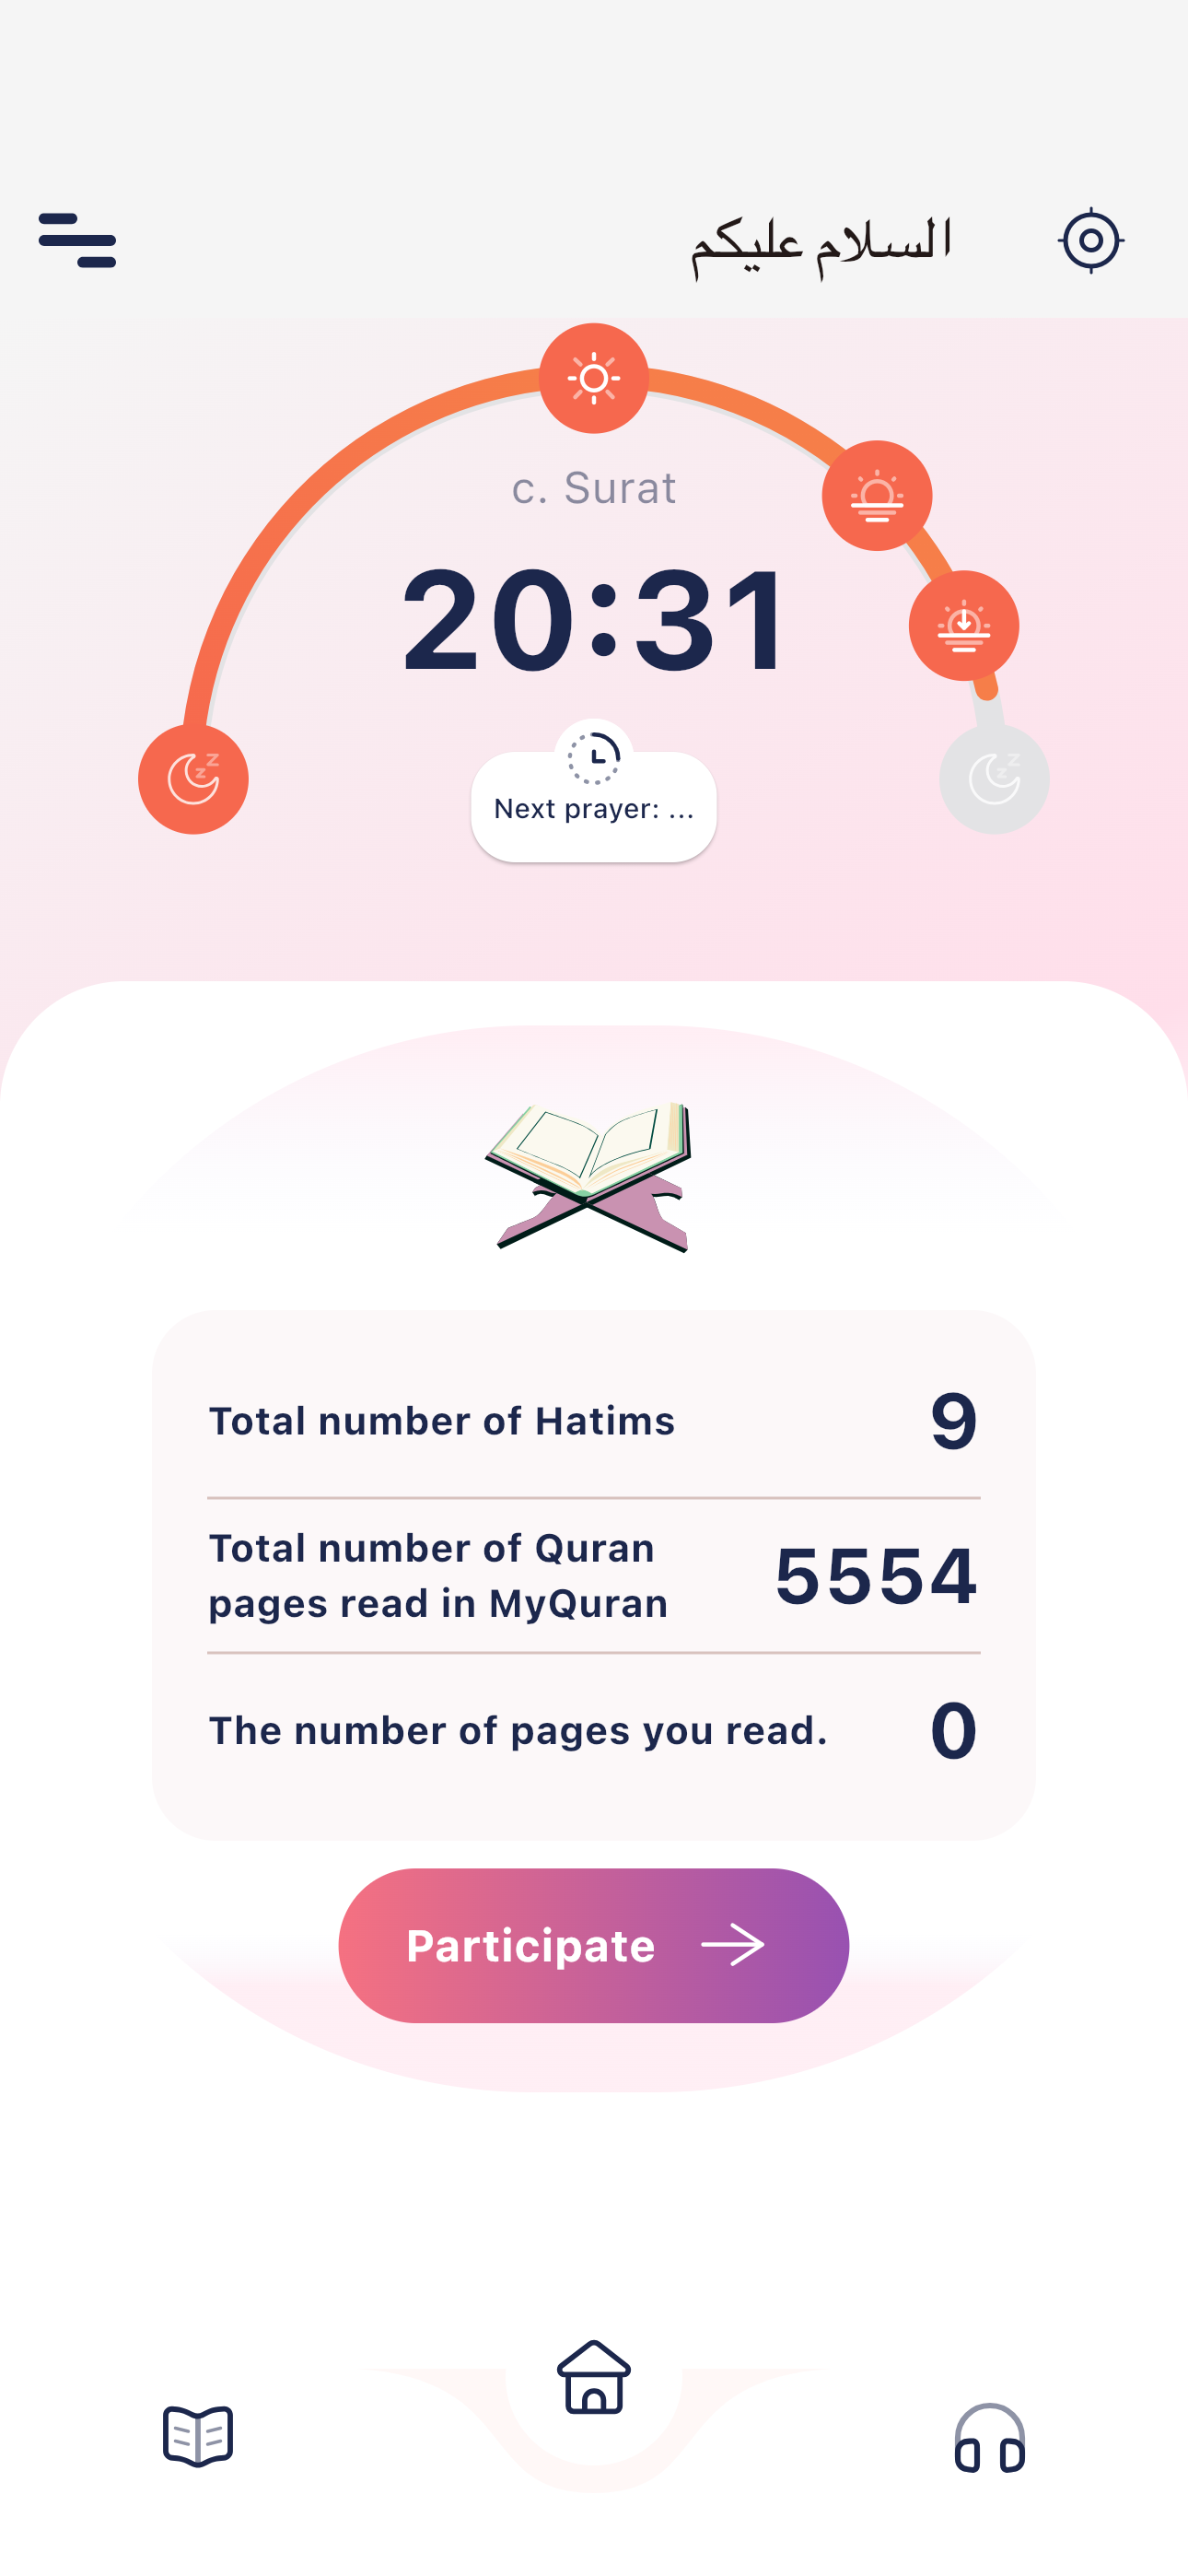 السلام عليكم
c. Surat
20:31
Next prayer: ...
Total number of Hatims
9
Total number of Quran
pages read in MyQuran
5554
The number of pages you read.
0
Participate